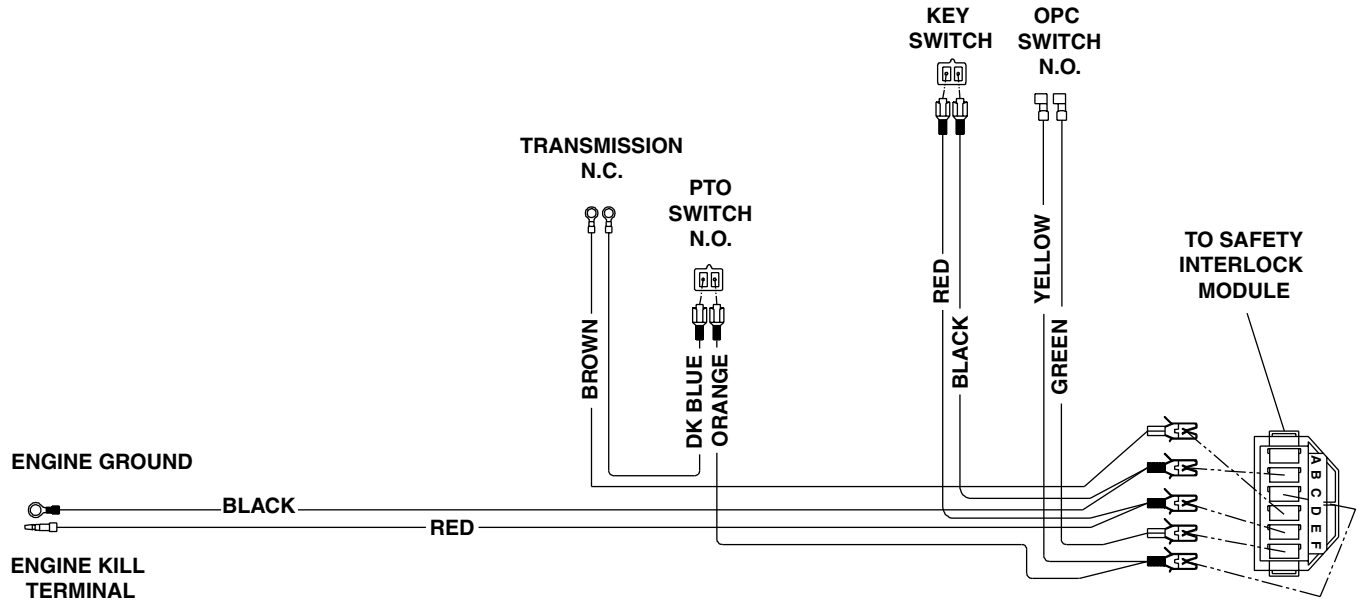 KEY
SWITCH
OPC
SWITCH
N.O.
TRANSMISSION
N.C.
PTO
SWITCH
N.O.
TO SAFETY
INTERLOCK
MODULE
RED
BLACK
YELLOW
GREEN
BROWN
DK BLUE
ORANGE
ENGINE GROUND
BLACK
RED
ENGINE KILL
TERMINAL
A
B
C
D
E
F